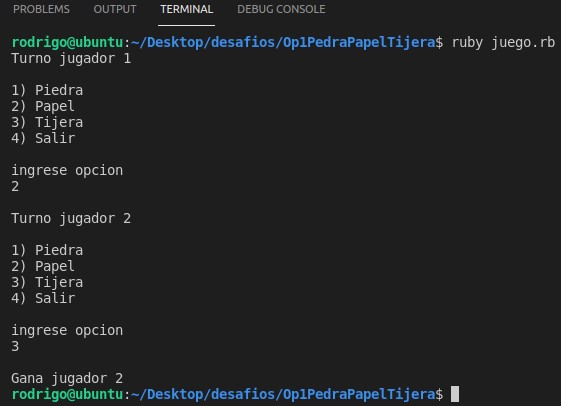 PROBLEMS OUTPUT TERMINAL DEBUG CONSOLE
rodrigo@ubuntu:~/Desktop/desafios/Op1PedraPapelTijera$ ruby juego.rb
Turno jugador 1
1) Piedra
2) Papel
3) Tijera
4) Salir
ingrese opcion
2
Turno jugador 2
1) Piedra
2) Papel
3) Tijera
4) Salir
ingrese opcion
3
Gana jugador 2
rodrigo@ubuntu:~/Desktop/desafios/Op1PedraPapelTijera$